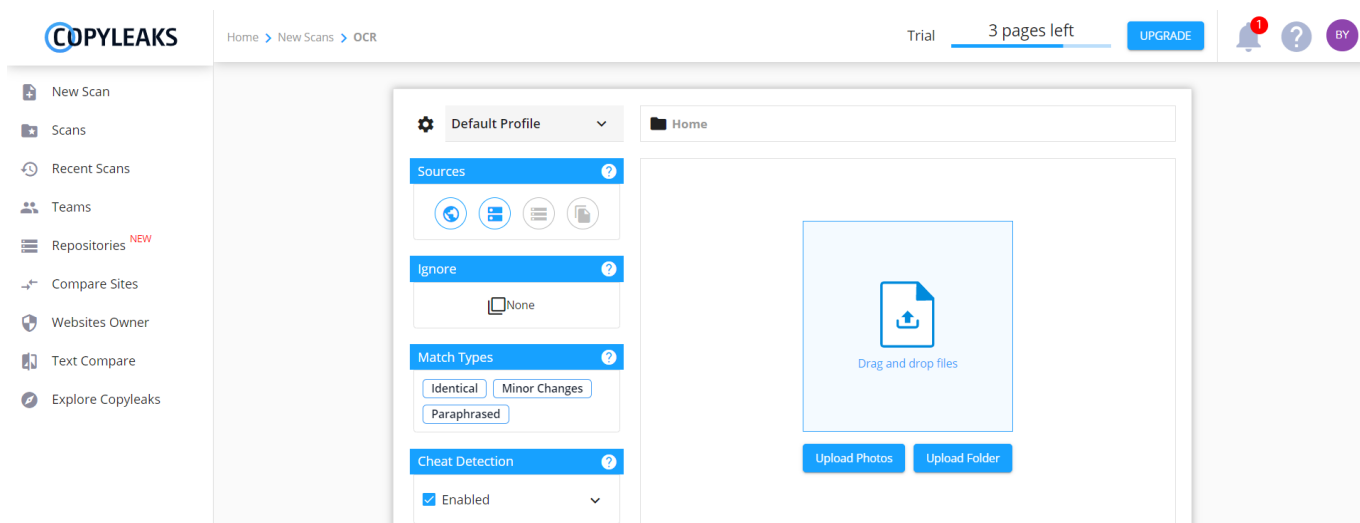 COPYLEAKS
Home > New Scans > OCR
Trial
3 pages left
UPGRADE
1
BY
New Scan
Scans
Recent Scans
Teams
Repositories NEW
Compare Sites
Websites Owner
Text Compare
Explore Copyleaks
Default Profile
Home
Sources ?
Ignore ?
None
Match Types ?
Identical Minor Changes
Paraphrased
Cheat Detection ?
Enabled
Drag and drop files
Upload Photos Upload Folder